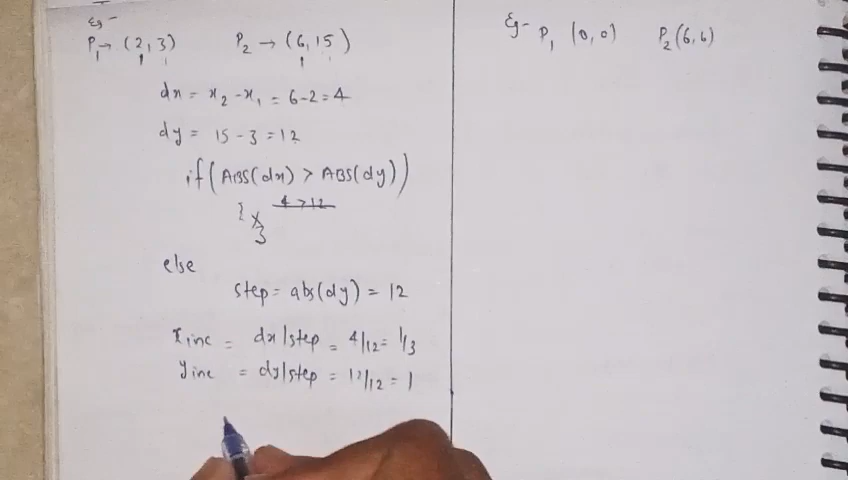 Eg-
P1 → (2, 3) P2 → (6, 15)
dx = x2 - x1 = 6-2 = 4
dy = 15 - 3 = 12
if (ABS(dx) > ABS(dy))
4 > 12
{ x
}
else
step = abs(dy) = 12
xinc = dx/step = 4/12 = 1/3
yinc = dy/step = 12/12 = 1
Eg- P1 (0,0) P2 (6,6)